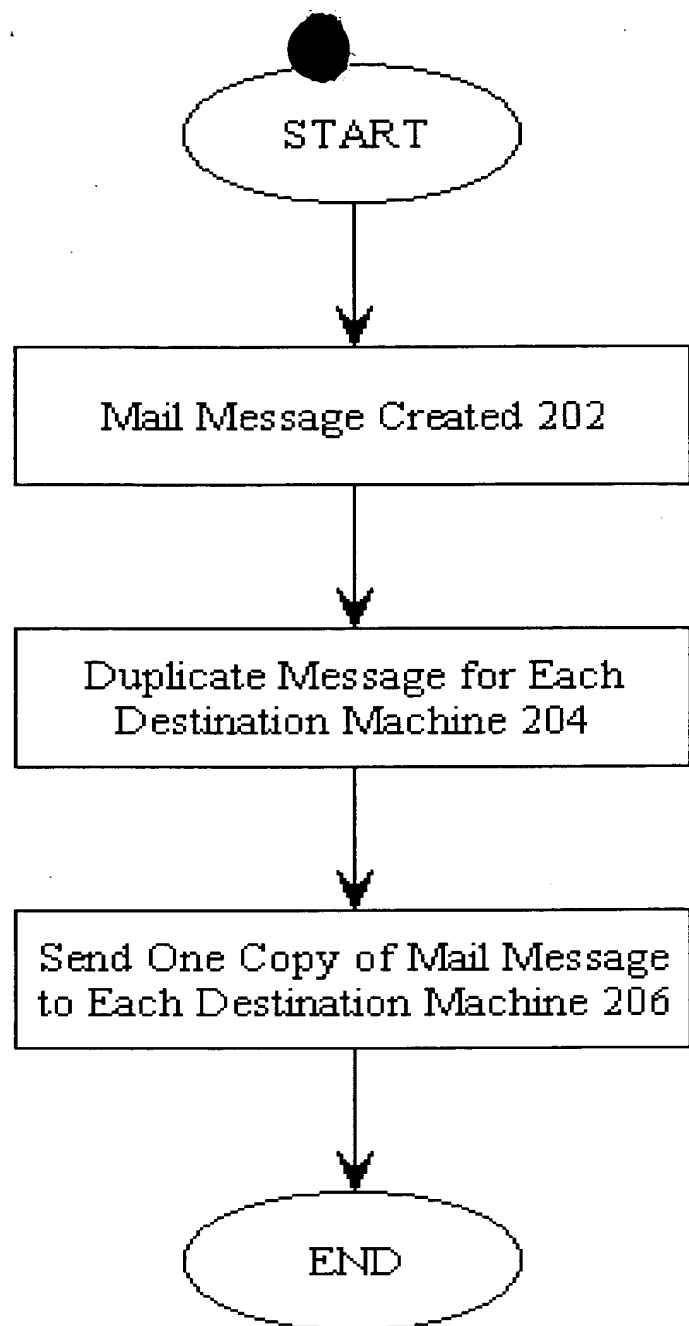 START
Mail Message Created 202
Duplicate Message for Each
Destination Machine 204
Send One Copy of Mail Message
to Each Destination Machine 206
END